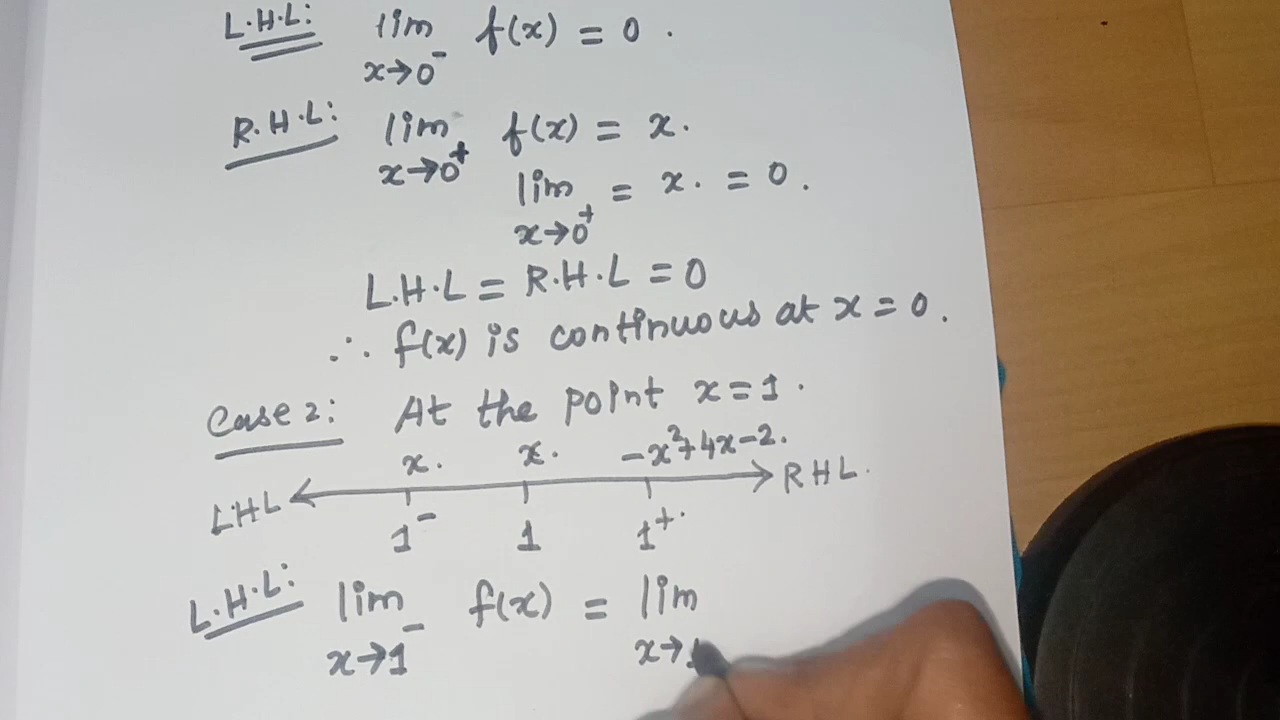 L.H.L: lim f(x) = 0.
x→0⁻
R.H.L: lim f(x) = x.
x→0⁺
lim = x. = 0.
x→0⁺
L.H.L = R.H.L = 0
∴ f(x) is continuous at x = 0.
Case 2: At the point x = 1.
x. x. -x²+4x-2.
LHL RHL.
1⁻ 1 1⁺.
L.H.L: lim f(x) = lim
x→1⁻ x→1